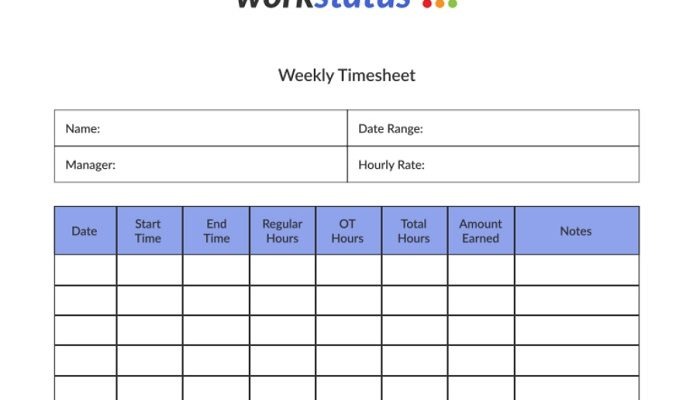 workstatus
Weekly Timesheet
Name: Date Range:
Manager: Hourly Rate:
Date Start Time End Time Regular Hours OT Hours Total Hours Amount Earned Notes